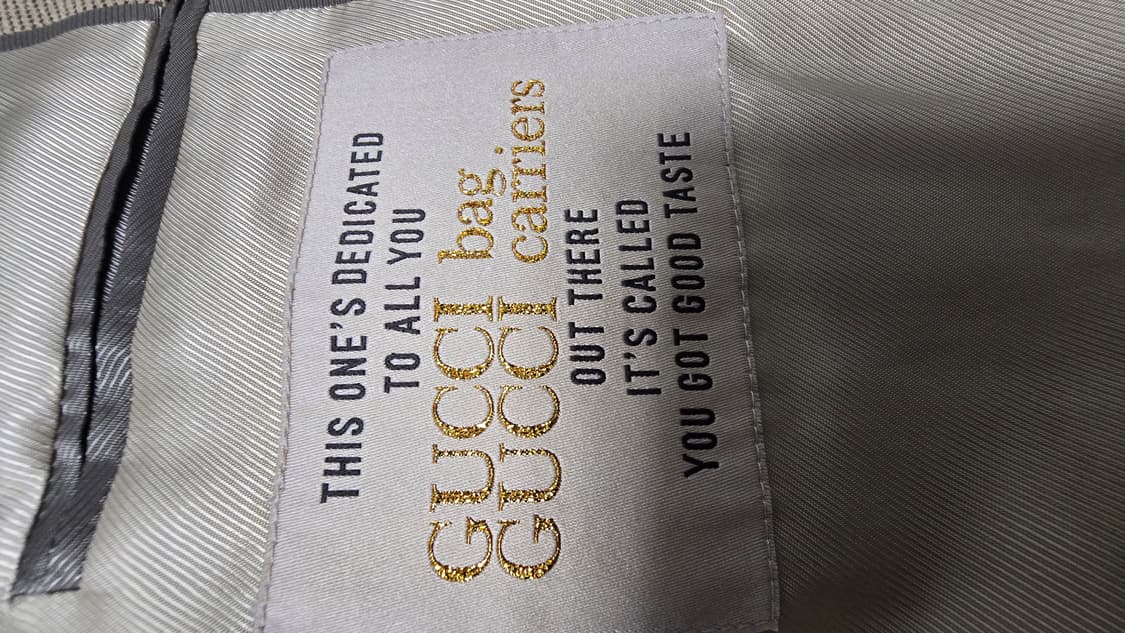 THIS ONE'S DEDICATED
TO ALL YOU
GUCCI bag.
GUCCI carriers
OUT THERE
IT'S CALLED
YOU GOT GOOD TASTE